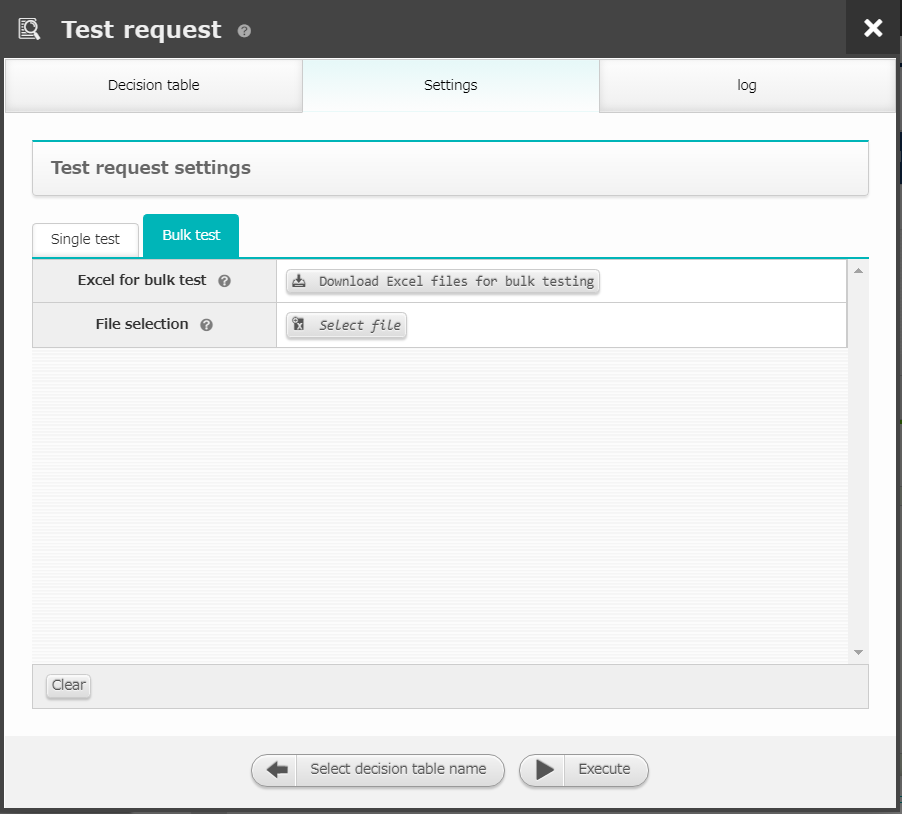 Test request
Decision table
Settings
log
Test request settings
Single test
Bulk test
Excel for bulk test
Download Excel files for bulk testing
File selection
Select file
Clear
Select decision table name
Execute